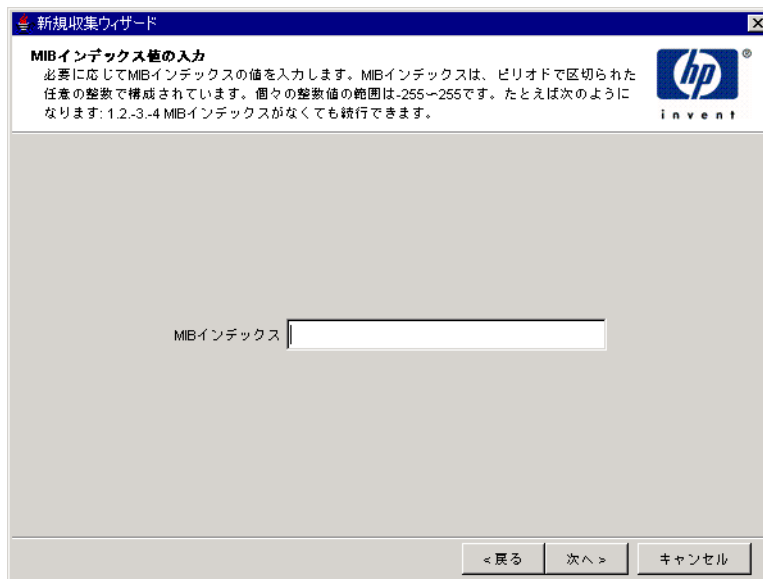 新規収集ウィザード
MIBインデックス値の入力
必要に応じてMIBインデックスの値を入力します。MIBインデックスは、ピリオドで区切られた
任意の整数で構成されています。個々の整数値の範囲は-255～255です。たとえば次のように
なります: 1.2.-3.-4 MIBインデックスがなくても続行できます。
hp ®
invent
MIBインデックス
<戻る 次へ> キャンセル